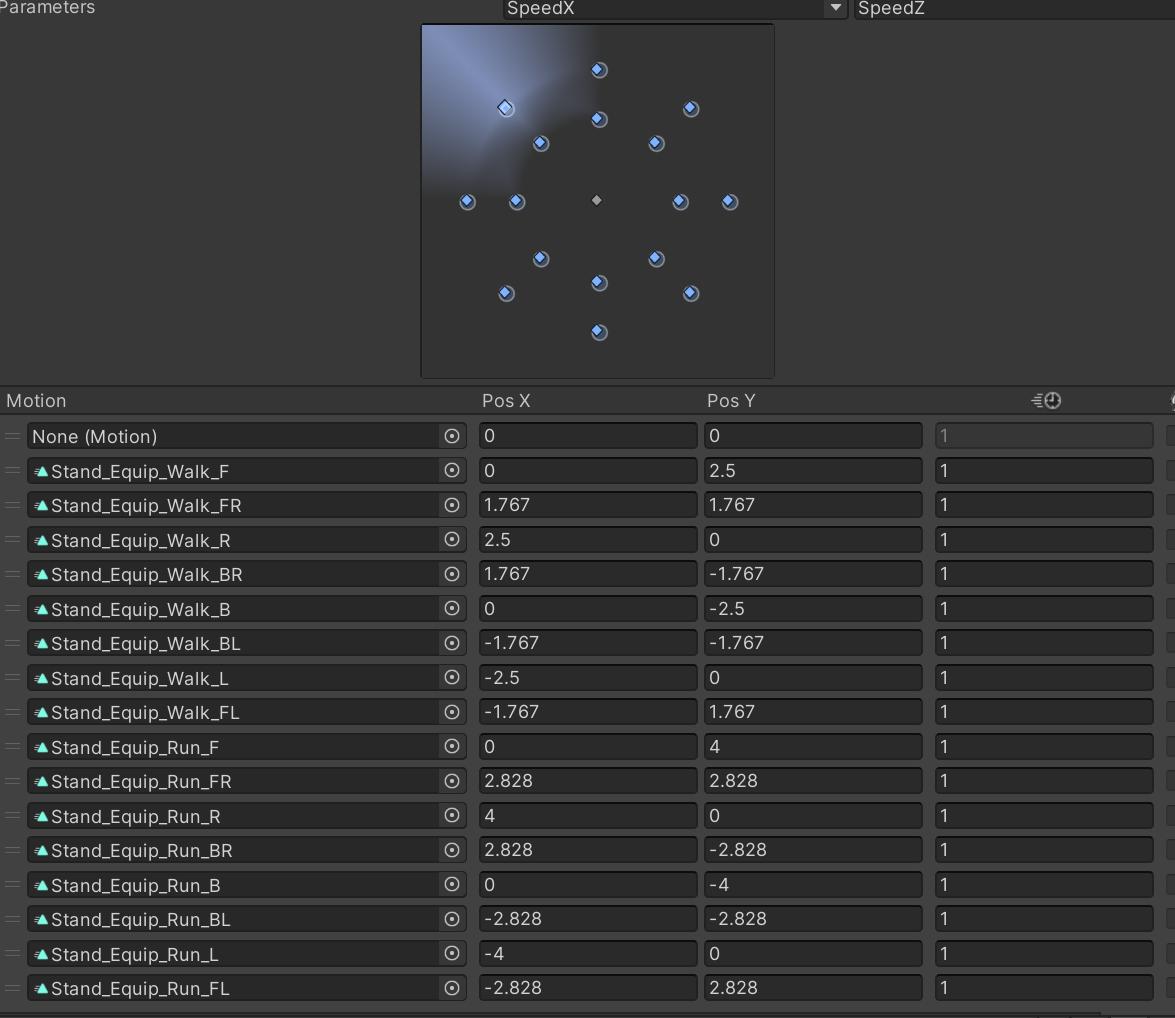 Parameters SpeedX SpeedZ
Motion Pos X Pos Y
None (Motion) 0 0 1
Stand_Equip_Walk_F 0 2.5 1
Stand_Equip_Walk_FR 1.767 1.767 1
Stand_Equip_Walk_R 2.5 0 1
Stand_Equip_Walk_BR 1.767 -1.767 1
Stand_Equip_Walk_B 0 -2.5 1
Stand_Equip_Walk_BL -1.767 -1.767 1
Stand_Equip_Walk_L -2.5 0 1
Stand_Equip_Walk_FL -1.767 1.767 1
Stand_Equip_Run_F 0 4 1
Stand_Equip_Run_FR 2.828 2.828 1
Stand_Equip_Run_R 4 0 1
Stand_Equip_Run_BR 2.828 -2.828 1
Stand_Equip_Run_B 0 -4 1
Stand_Equip_Run_BL -2.828 -2.828 1
Stand_Equip_Run_L -4 0 1
Stand_Equip_Run_FL -2.828 2.828 1